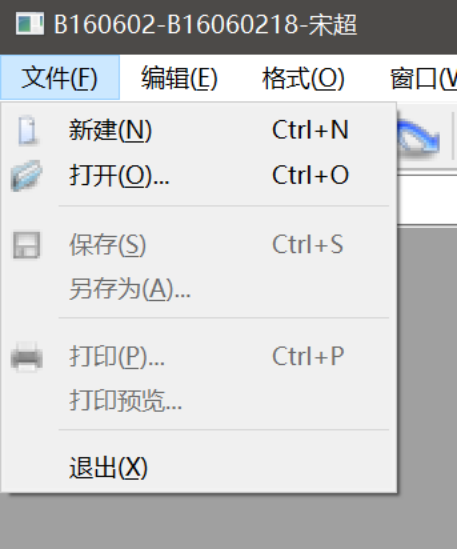 B160602-B16060218-宋超
文件(F) 编辑(E) 格式(O) 窗口(W
新建(N) Ctrl+N
打开(O)... Ctrl+O
保存(S) Ctrl+S
另存为(A)...
打印(P)... Ctrl+P
打印预览...
退出(X)